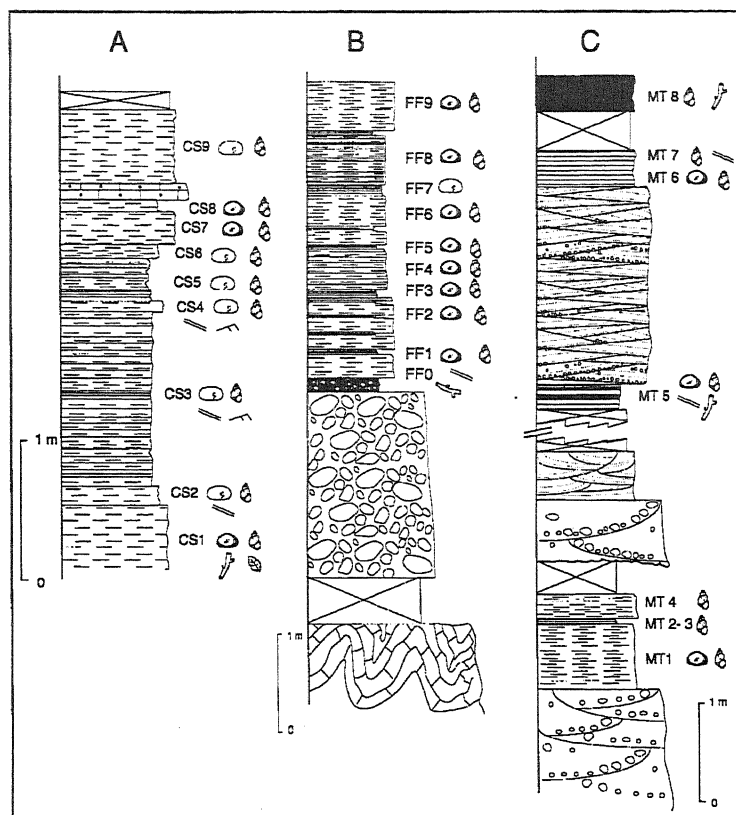 A
CS9
CS8
CS7
CS6
CS5
CS4
CS3
CS2
CS1
1 m
0
B
FF9
FF8
FF7
FF6
FF5
FF4
FF3
FF2
FF1
FF0
1 m
0
C
MT 8
MT 7
MT 6
MT 5
MT 4
MT 2-3
MT1
1 m
0